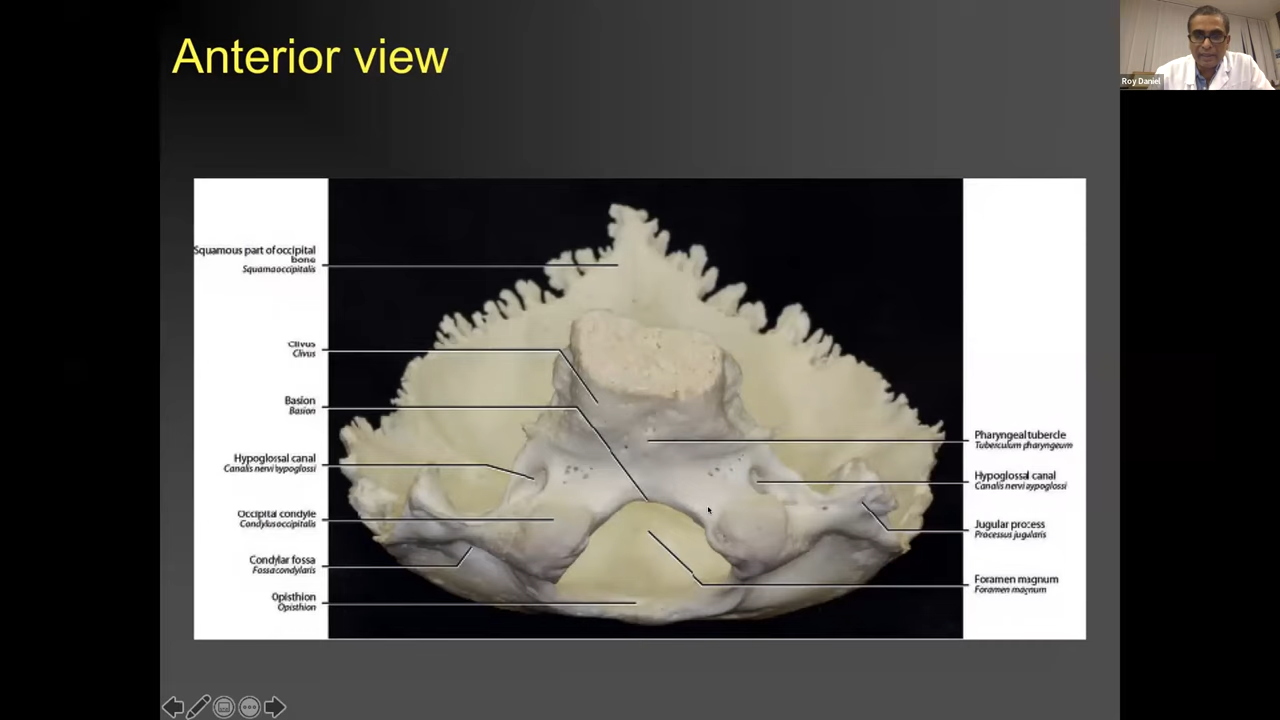 Anterior view
Roy Daniel
Squamous part of occipital
bone
Squama occipitalis
Clivus
Clivus
Basion
Basion
Hypoglossal canal
Canalis nervi hypoglossi
Occipital condyle
Condylus occipitalis
Condylar fossa
Fossa condylaris
Opisthion
Opisthion
Pharyngeal tubercle
Tuberculum pharyngeum
Hypoglossal canal
Canalis nervi hypoglossi
Jugular process
Processus jugularis
Foramen magnum
Foramen magnum